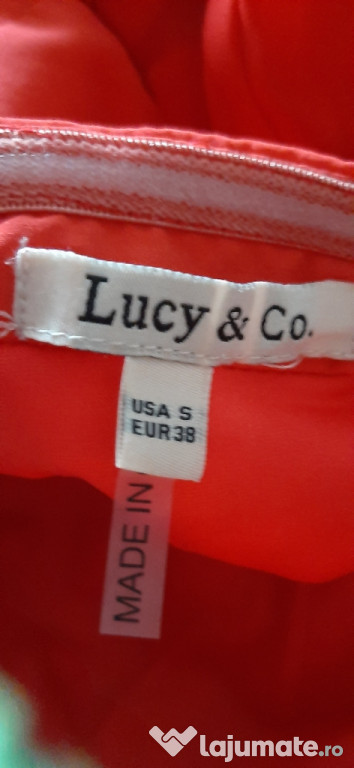 Lucy & Co.
USA S
EUR 38
MADE IN
lajumate.ro